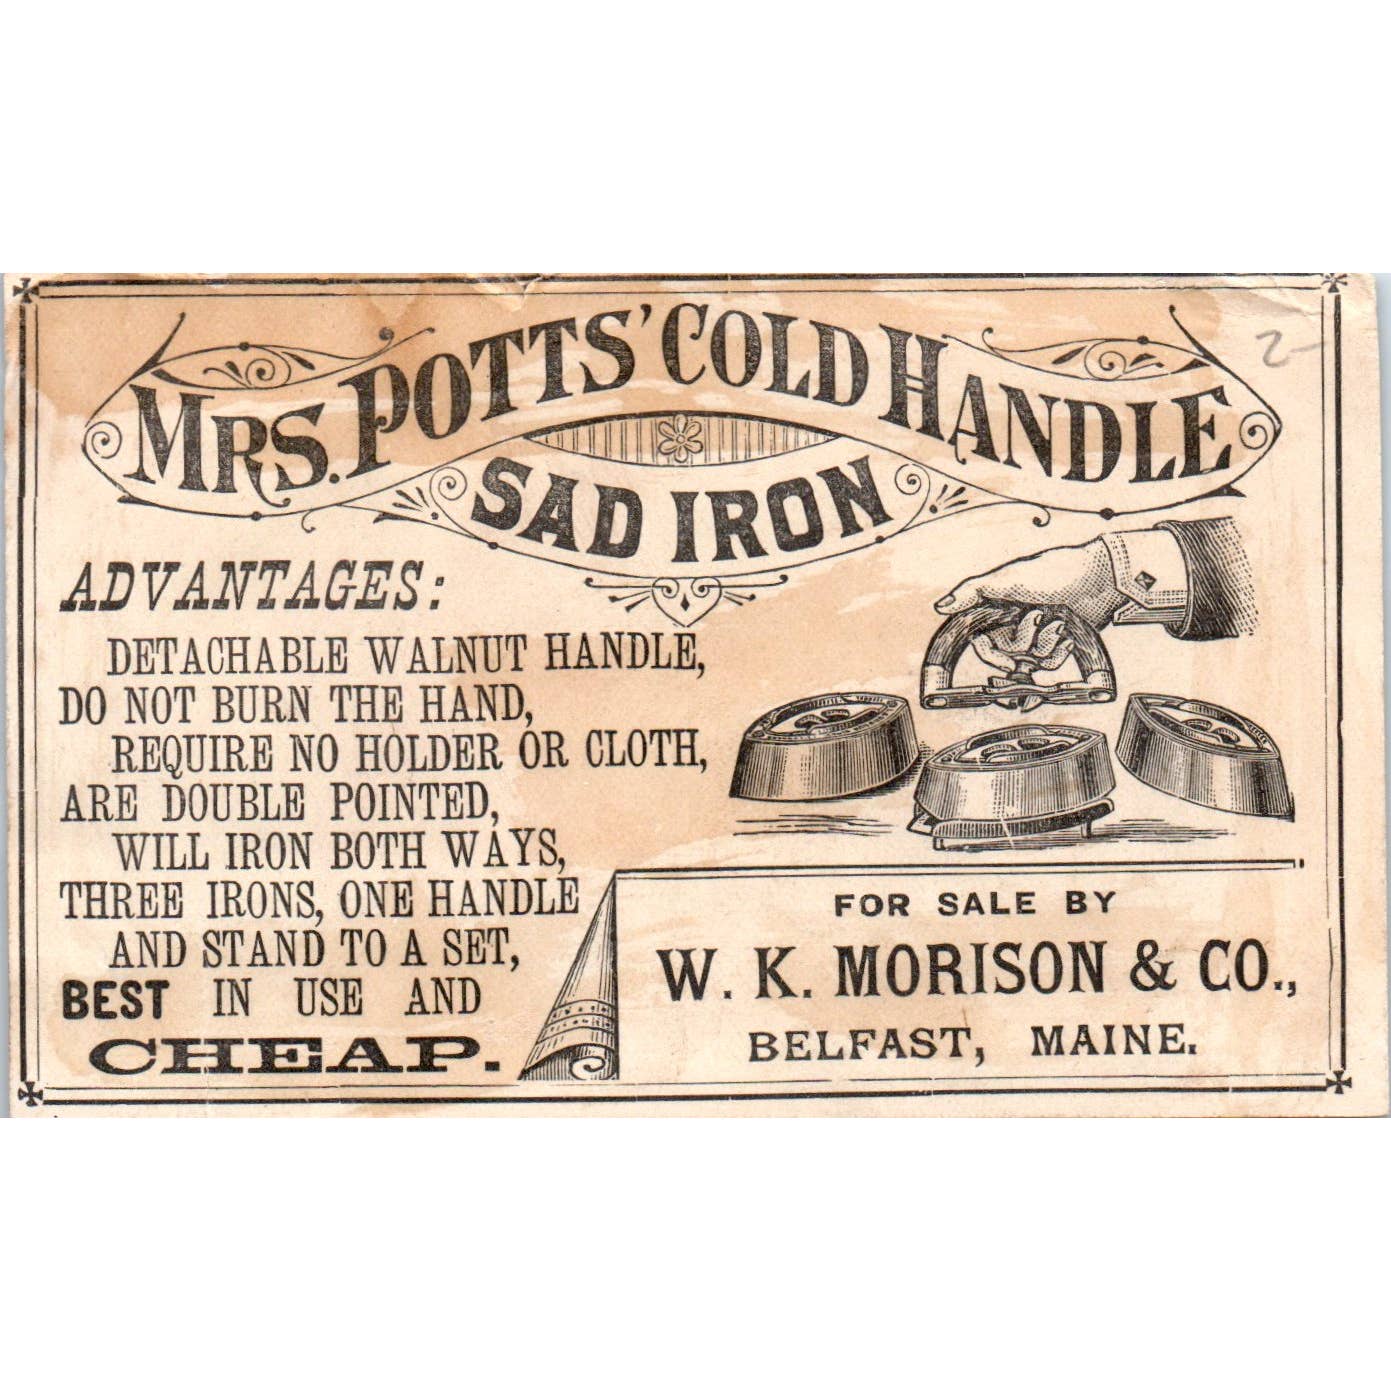 MRS. POTTS' COLD HANDLE
SAD IRON
2-
ADVANTAGES:
DETACHABLE WALNUT HANDLE,
DO NOT BURN THE HAND,
REQUIRE NO HOLDER OR CLOTH,
ARE DOUBLE POINTED,
WILL IRON BOTH WAYS,
THREE IRONS, ONE HANDLE
AND STAND TO A SET,
BEST IN USE AND
CHEAP.
FOR SALE BY
W. K. MORISON & CO.,
BELFAST, MAINE.